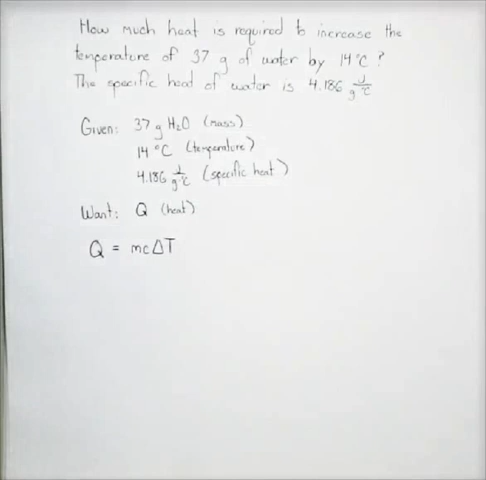 How much heat is required to increase the
temperature of 37 g of water by 14 °C?
The specific heat of water is 4.186 J/g°C
Given: 37 g H₂O (mass)
14 °C (temperature)
4.186 J/g°C (specific heat)
Want: Q (heat)
Q = mcΔT